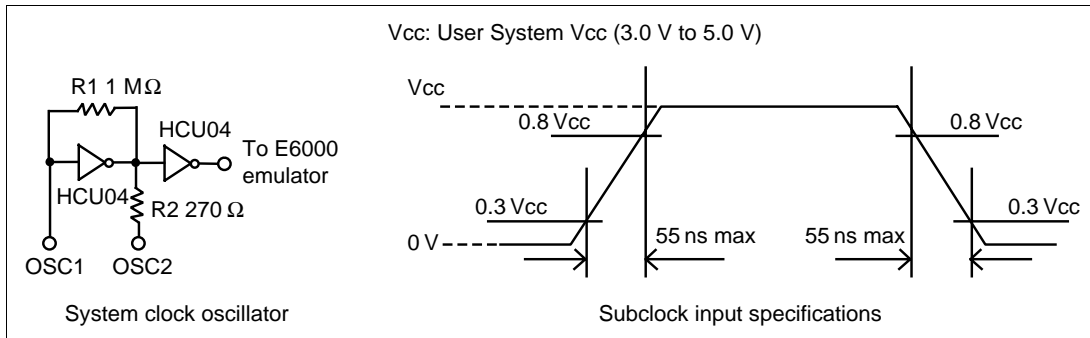 Vcc: User System Vcc (3.0 V to 5.0 V)
R1 1 MΩ
HCU04
HCU04
To E6000
emulator
R2 270 Ω
OSC1
OSC2
System clock oscillator
Vcc
0.8 Vcc
0.8 Vcc
0.3 Vcc
0.3 Vcc
0 V
55 ns max
55 ns max
Subclock input specifications